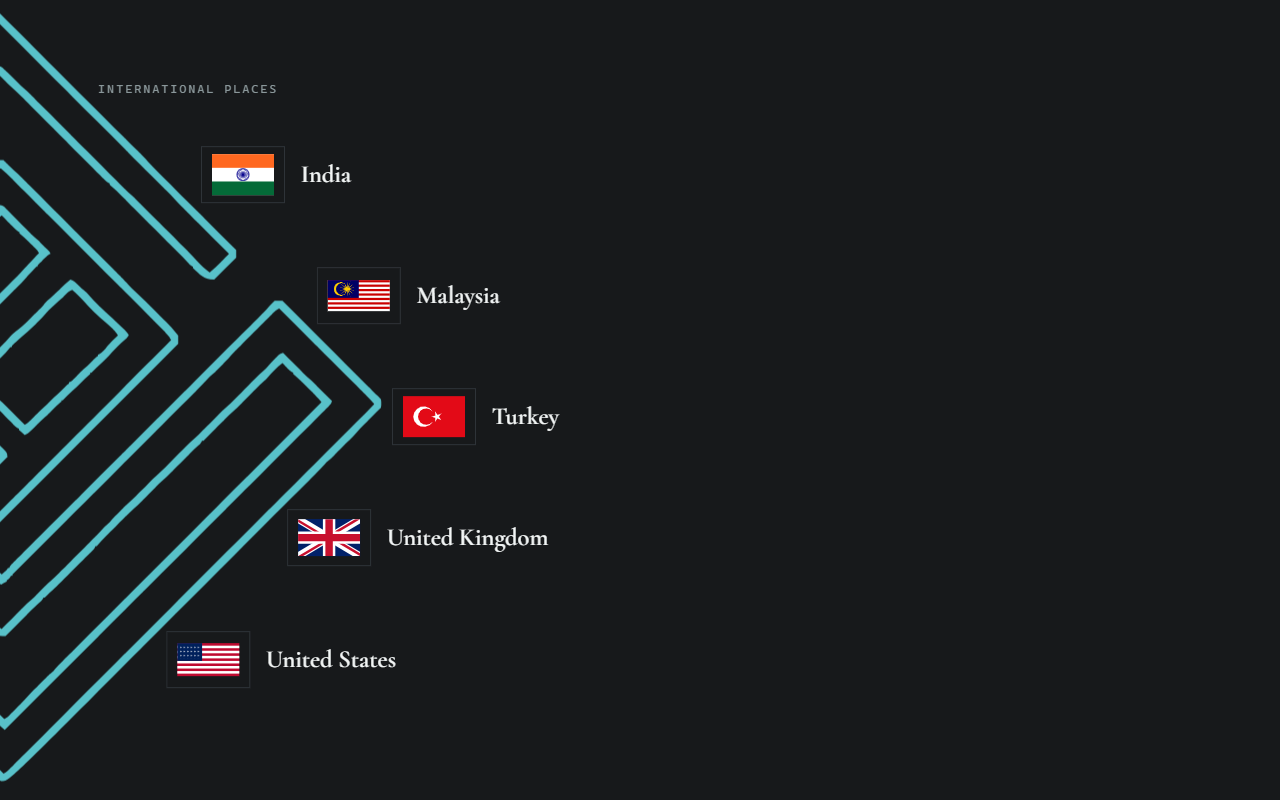 INTERNATIONAL PLACES
India
Malaysia
Turkey
United Kingdom
United States